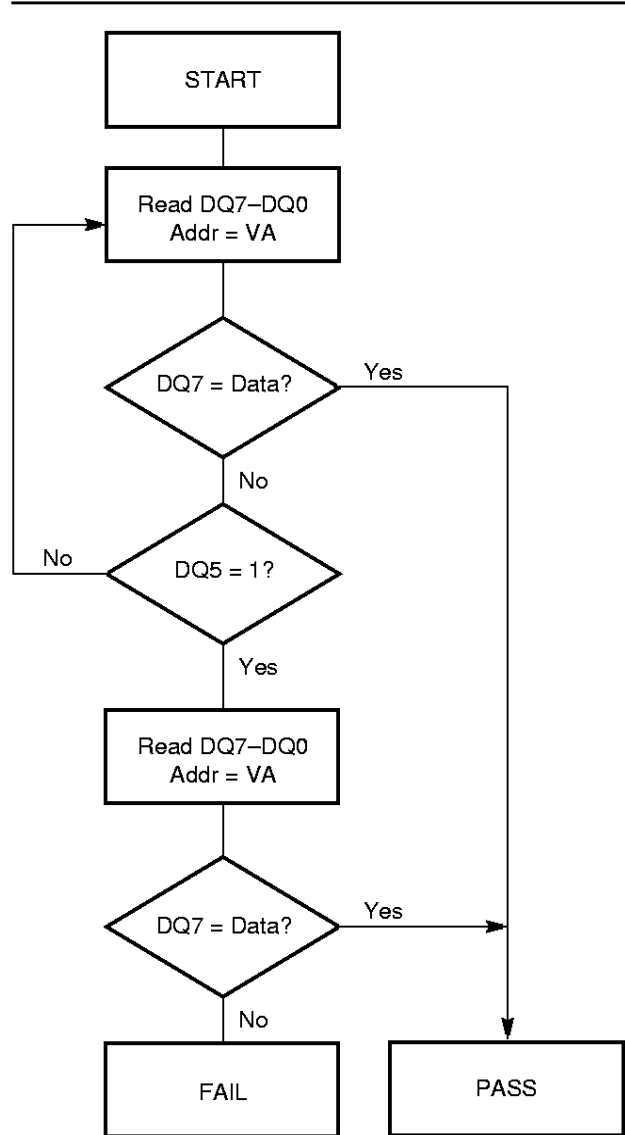 START
Read DQ7–DQ0
Addr = VA
DQ7 = Data?
Yes
No
No
DQ5 = 1?
Yes
Read DQ7–DQ0
Addr = VA
DQ7 = Data?
Yes
No
FAIL
PASS